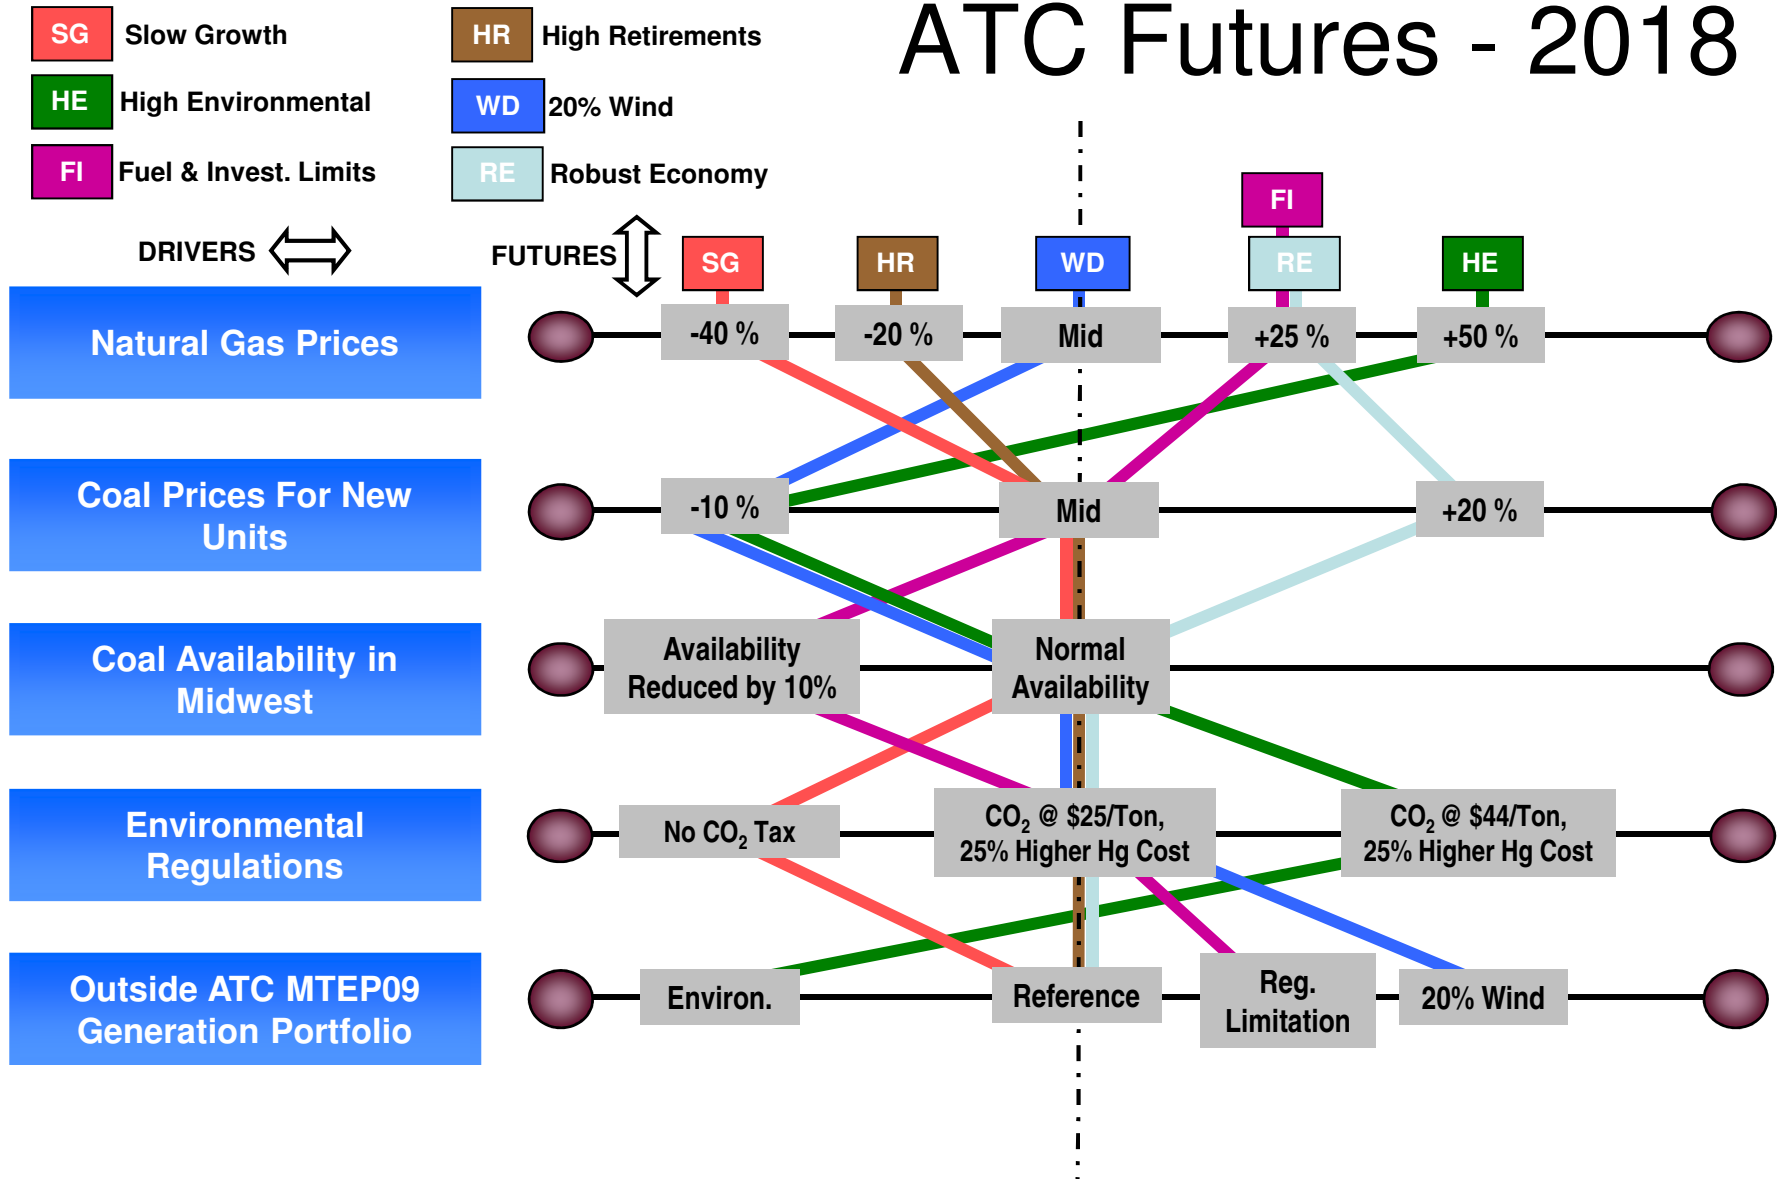 ATC Futures - 2018
SG Slow Growth
HR High Retirements
HE High Environmental
WD 20% Wind
FI Fuel & Invest. Limits
RE Robust Economy
DRIVERS
FUTURES
FI
SG HR WD RE HE
Natural Gas Prices
-40 % -20 % Mid +25 % +50 %
Coal Prices For New
Units
-10 % Mid +20 %
Coal Availability in
Midwest
Availability
Reduced by 10%
Normal
Availability
Environmental
Regulations
No CO2 Tax
CO2 @ $25/Ton,
25% Higher Hg Cost
CO2 @ $44/Ton,
25% Higher Hg Cost
Outside ATC MTEP09
Generation Portfolio
Environ.
Reference
Reg.
Limitation
20% Wind